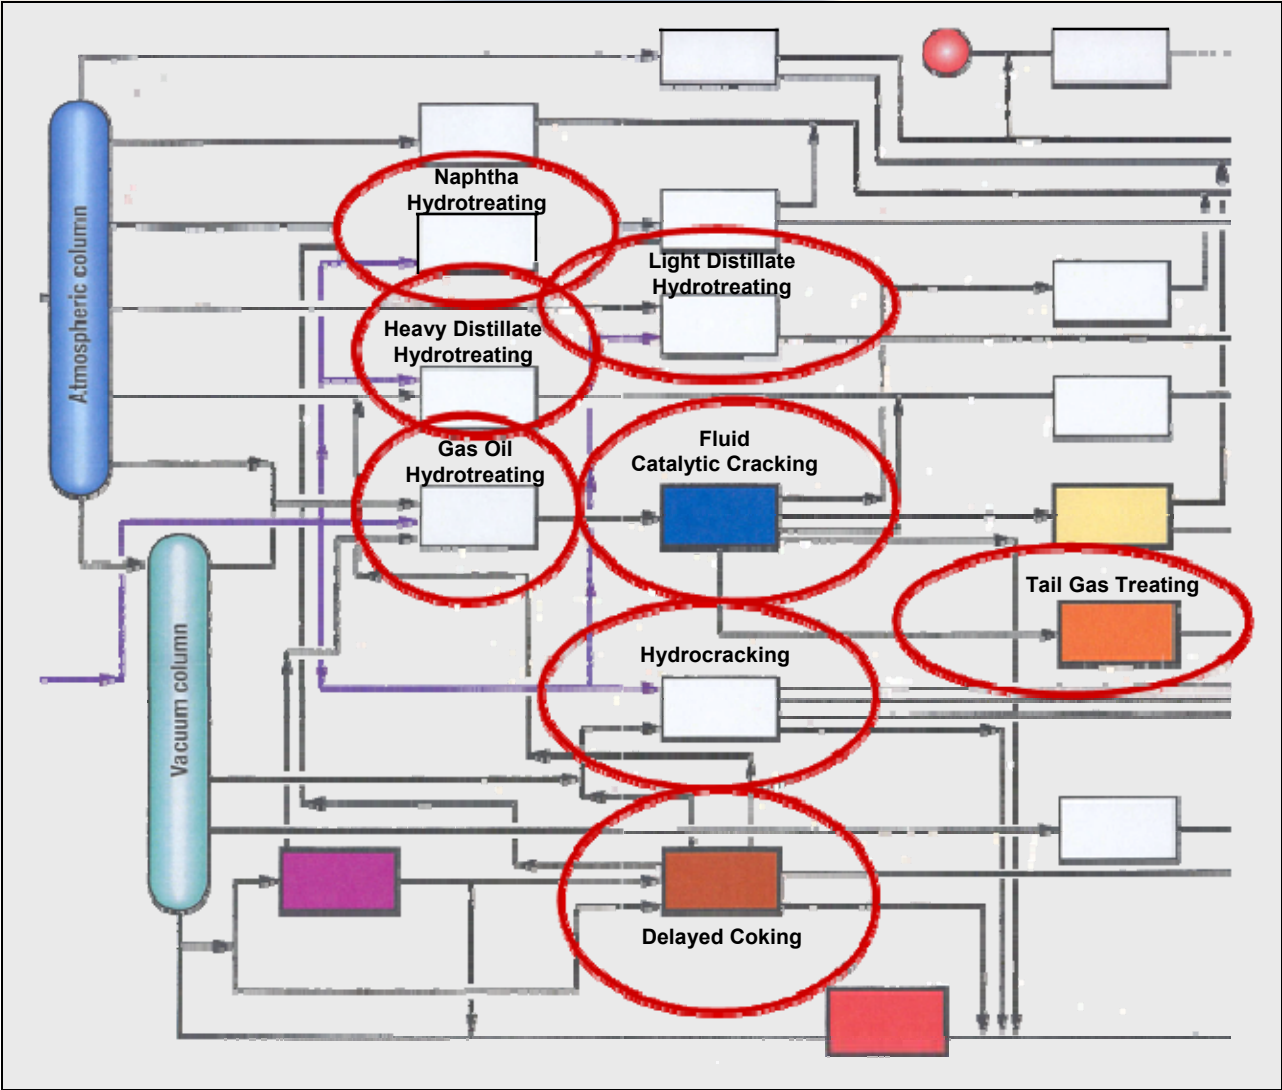 Atmospheric column
Naphtha
Hydrotreating
Light Distillate
Hydrotreating
Heavy Distillate
Hydrotreating
Gas Oil
Hydrotreating
Fluid
Catalytic Cracking
Tail Gas Treating
Vacuum column
Hydrocracking
Delayed Coking